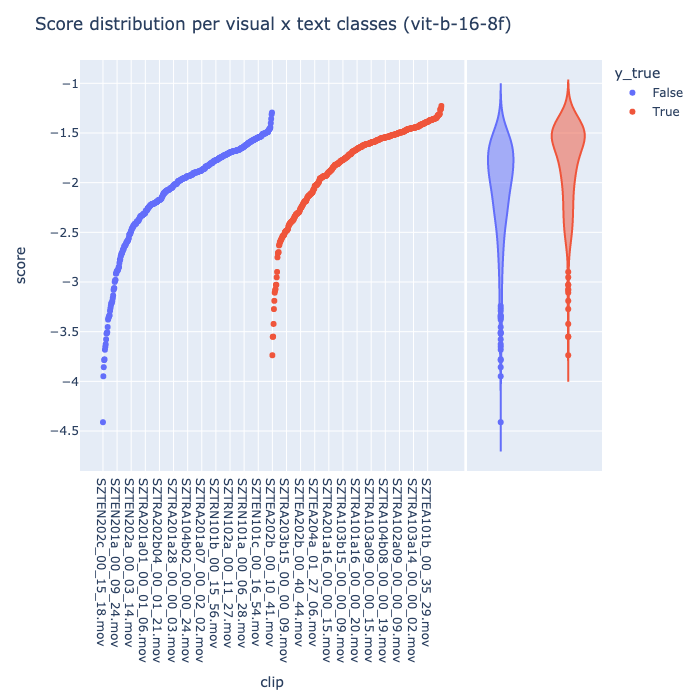 Score distribution per visual x text classes (vit-b-16-8f)
y_true
False
True
score
−1
−1.5
−2
−2.5
−3
−3.5
−4
−4.5
SZTEN202c_00_15_18.mov
SZTEN201a_00_09_24.mov
SZTEN202a_00_03_14.mov
SZTRA201a01_00_01_06.mov
SZTRA202b04_00_01_21.mov
SZTRA201a28_00_00_03.mov
SZTRA104b02_00_00_24.mov
SZTRA201a07_00_02_02.mov
SZTRN101b_00_15_56.mov
SZTRN102a_00_11_27.mov
SZTRN101a_00_06_28.mov
SZTEN101c_00_16_54.mov
SZTEA202b_00_10_41.mov
SZTRA203b15_00_00_09.mov
SZTEA202b_00_40_44.mov
SZTEA204a_01_27_06.mov
SZTRA201a16_00_00_15.mov
SZTRA103b15_00_00_09.mov
SZTRA101a16_00_00_20.mov
SZTRA103a09_00_00_15.mov
SZTRA104b08_00_00_19.mov
SZTRA102a09_00_00_09.mov
SZTRA103a14_00_00_02.mov
SZTEA101b_00_35_29.mov
clip